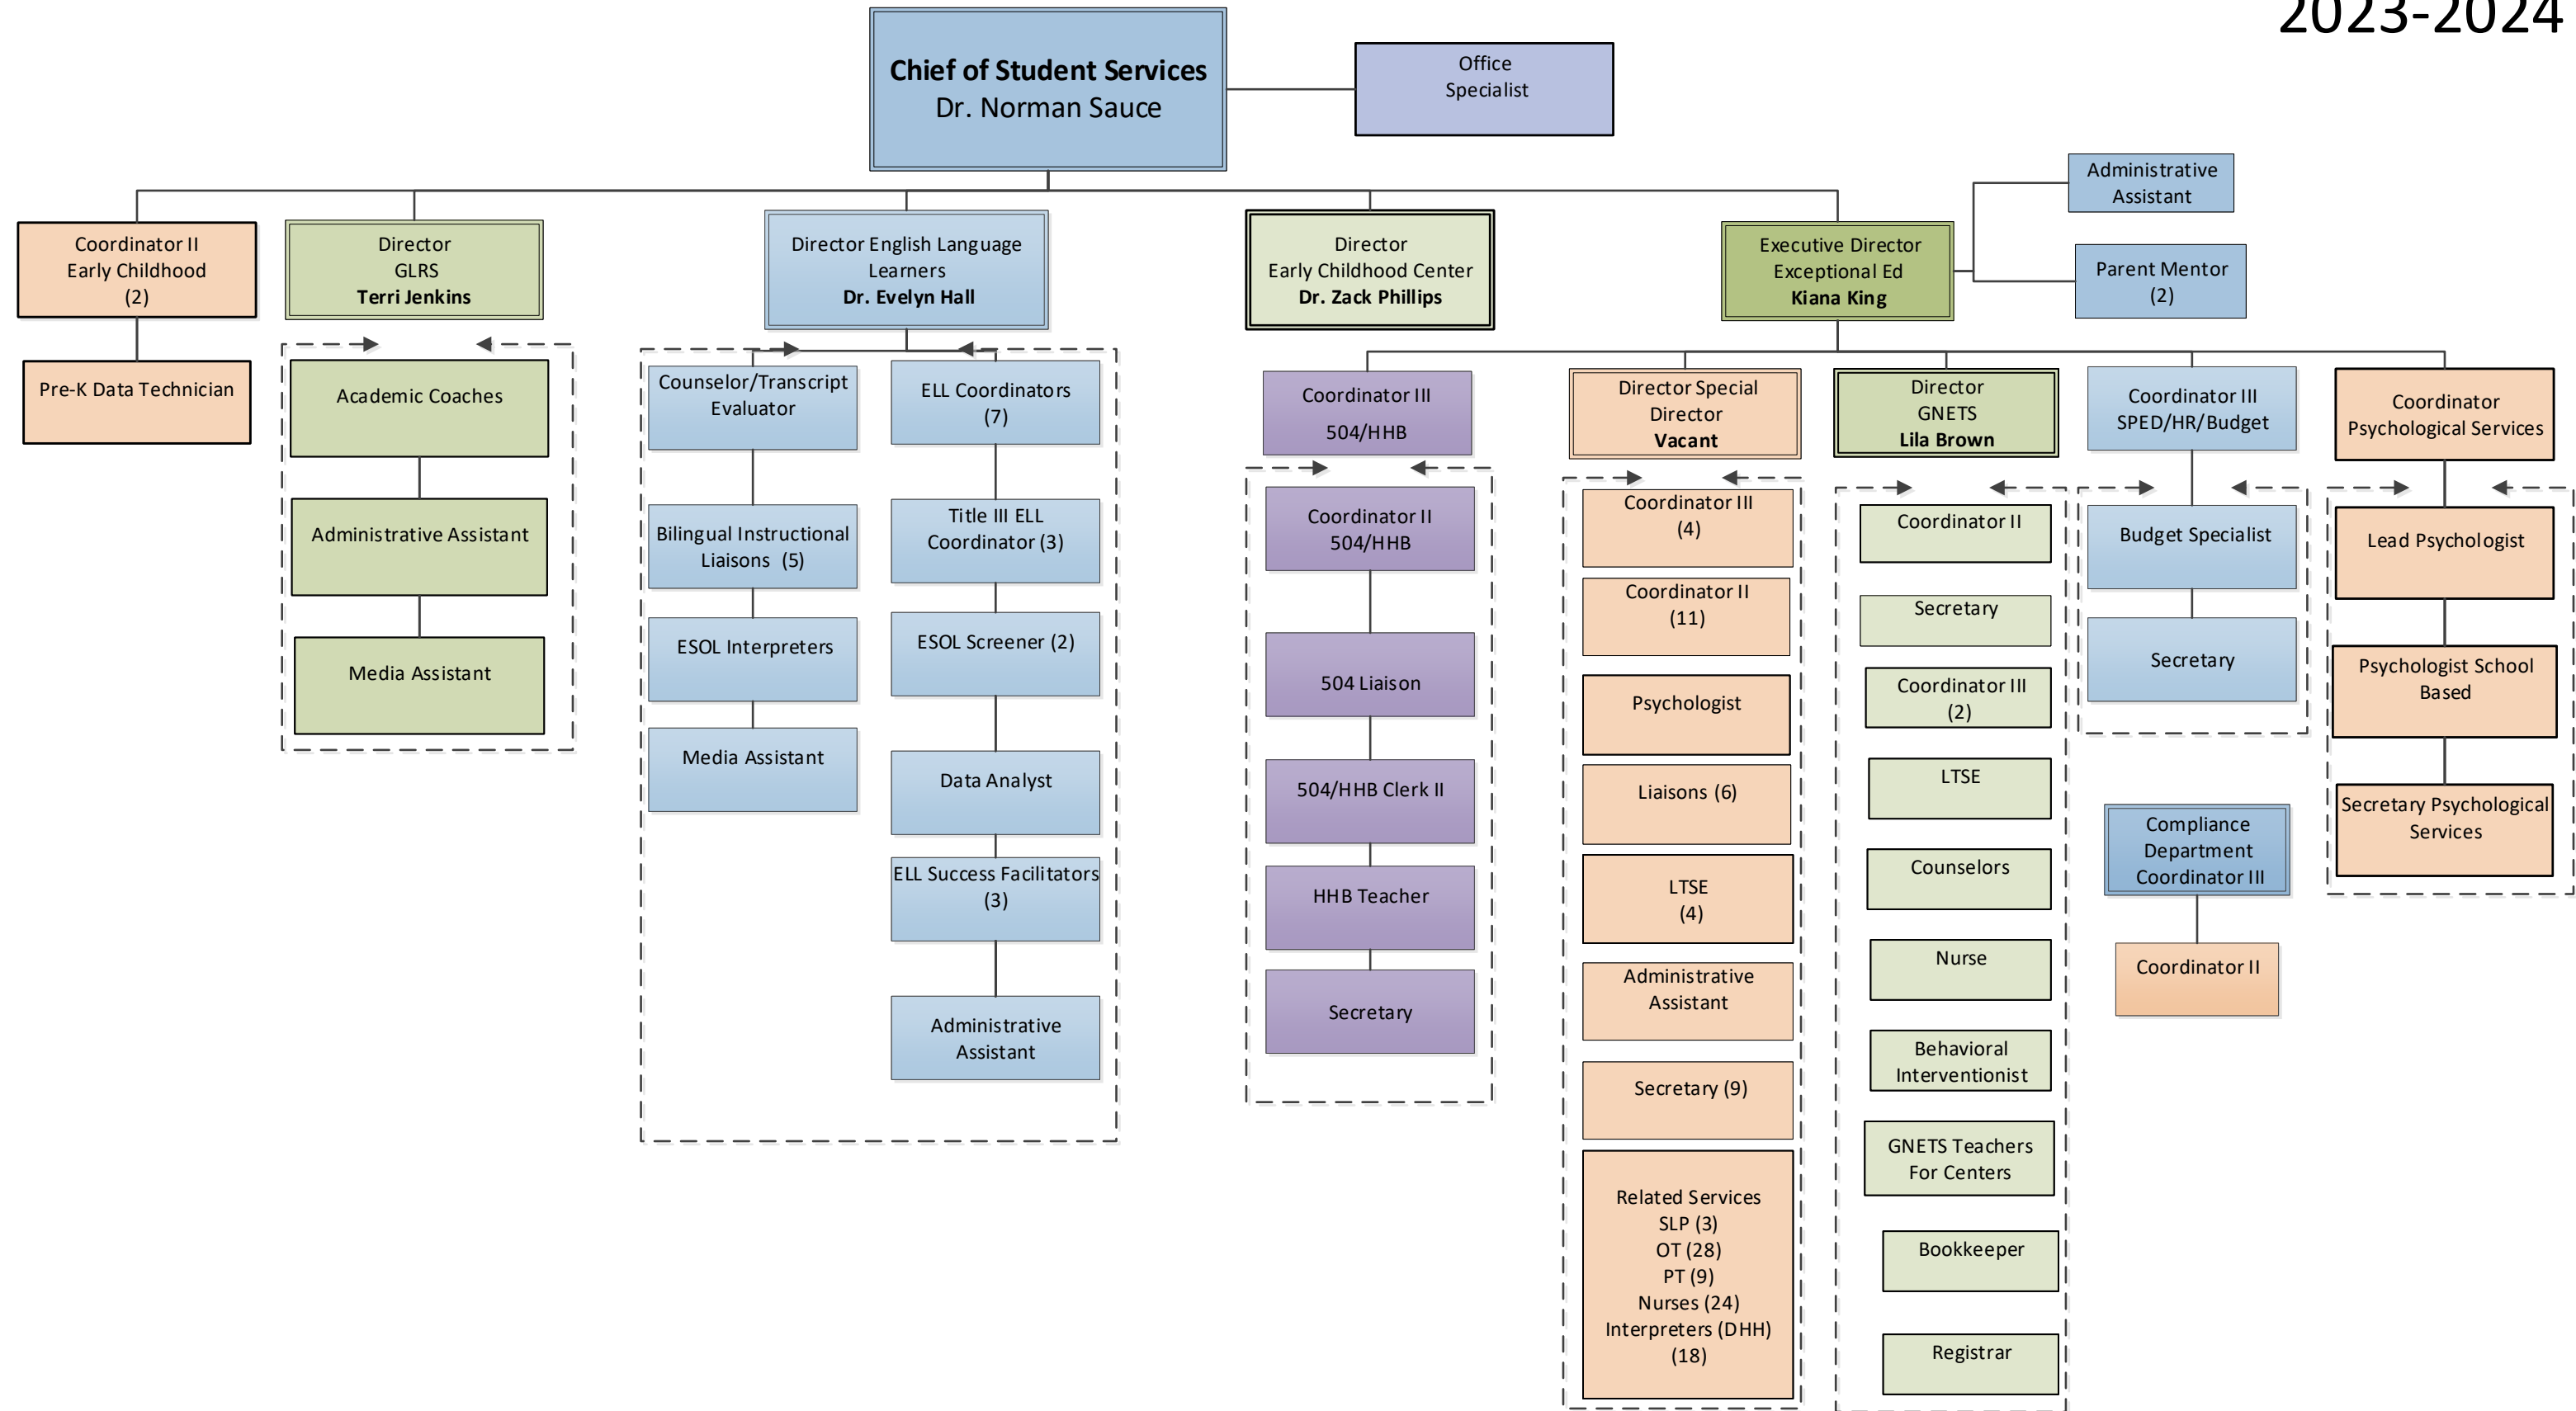 2023-2024
Chief of Student Services
Dr. Norman Sauce
Office
Specialist
Administrative
Assistant
Parent Mentor
(2)
Coordinator II
Early Childhood
(2)
Director
GLRS
Terri Jenkins
Director English Language
Learners
Dr. Evelyn Hall
Director
Early Childhood Center
Dr. Zack Phillips
Executive Director
Exceptional Ed
Kiana King
Pre-K Data Technician
Academic Coaches
Administrative Assistant
Media Assistant
Counselor/Transcript
Evaluator
Bilingual Instructional
Liaisons (5)
ESOL Interpreters
Media Assistant
ELL Coordinators
(7)
Title III ELL
Coordinator (3)
ESOL Screener (2)
Data Analyst
ELL Success Facilitators
(3)
Administrative
Assistant
Coordinator III
504/HHB
Coordinator II
504/HHB
504 Liaison
504/HHB Clerk II
HHB Teacher
Secretary
Director Special
Director
Vacant
Coordinator III
(4)
Coordinator II
(11)
Psychologist
Liaisons (6)
LTSE
(4)
Administrative
Assistant
Secretary (9)
Related Services
SLP (3)
OT (28)
PT (9)
Nurses (24)
Interpreters (DHH)
(18)
Director
GNETS
Lila Brown
Coordinator II
Secretary
Coordinator III
(2)
LTSE
Counselors
Nurse
Behavioral
Interventionist
GNETS Teachers
For Centers
Bookkeeper
Registrar
Coordinator III
SPED/HR/Budget
Budget Specialist
Secretary
Compliance
Department
Coordinator III
Coordinator II
Coordinator
Psychological Services
Lead Psychologist
Psychologist School
Based
Secretary Psychological
Services